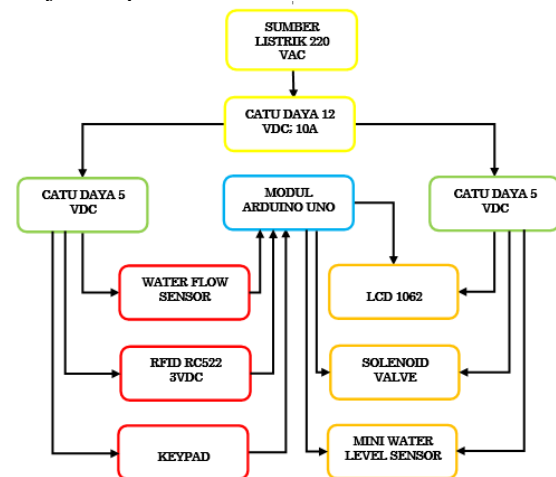 SUMBER
LISTRIK 220
VAC
CATU DAYA 12
VDC; 10A
CATU DAYA 5
VDC
MODUL
ARDUINO UNO
CATU DAYA 5
VDC
WATER FLOW
SENSOR
LCD 1062
RFID RC522
3VDC
SOLENOID
VALVE
KEYPAD
MINI WATER
LEVEL SENSOR